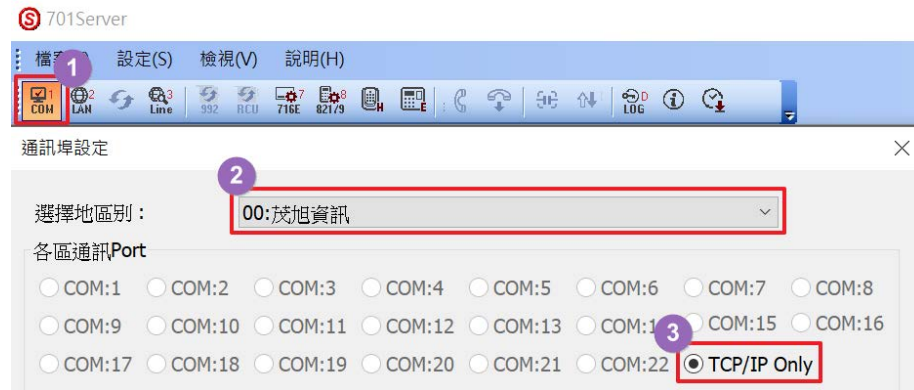 701Server
檔案 設定(S) 檢視(V) 說明(H)
1
1 COM 2 LAN 3 Line 992 RCU 7 716E 8 821/9 H E D LOG
通訊埠設定
2
選擇地區別： 00:茂旭資訊
各區通訊Port
COM:1 COM:2 COM:3 COM:4 COM:5 COM:6 COM:7 COM:8
COM:9 COM:10 COM:11 COM:12 COM:13 COM:1 3 COM:15 COM:16
COM:17 COM:18 COM:19 COM:20 COM:21 COM:22 TCP/IP Only